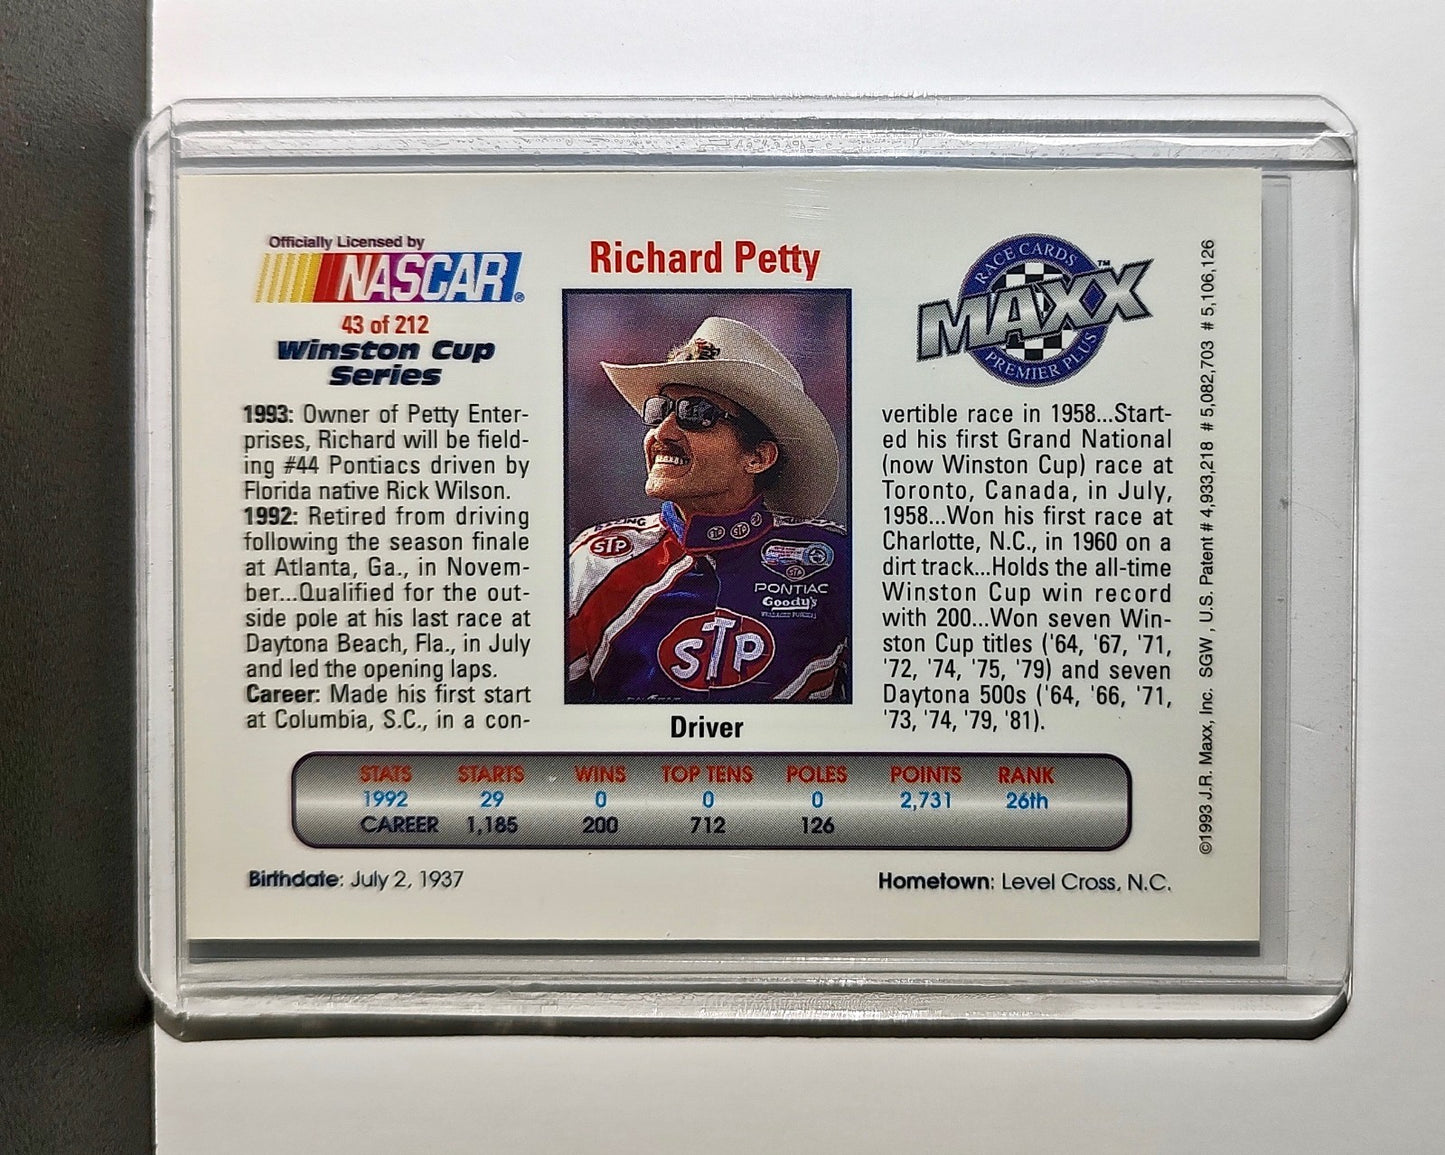 Officially Licensed by
NASCAR®
43 of 212
Winston Cup
Series
1993: Owner of Petty Enter-
prises, Richard will be field-
ing #44 Pontiacs driven by
Florida native Rick Wilson.
1992: Retired from driving
following the season finale
at Atlanta, Ga., in Novem-
ber...Qualified for the out-
side pole at his last race at
Daytona Beach, Fla., in July
and led the opening laps.
Career: Made his first start
at Columbia, S.C., in a con-
Richard Petty
STP
STP
PONTIAC
Goody's
STP
Driver
RACE CARDS
MAXX™
PREMIER PLUS
vertible race in 1958...Start-
ed his first Grand National
(now Winston Cup) race at
Toronto, Canada, in July,
1958...Won his first race at
Charlotte, N.C., in 1960 on a
dirt track...Holds the all-time
Winston Cup win record
with 200...Won seven Win-
ston Cup titles ('64, '67, '71,
'72, '74, '75, '79) and seven
Daytona 500s ('64, '66, '71,
'73, '74, '79, '81).
©1993 J.R. Maxx, Inc. SGW , U.S. Patent # 4,933,218 # 5,082,703 # 5,106,126
STATS STARTS WINS TOP TENS POLES POINTS RANK
1992 29 0 0 0 2,731 26th
CAREER 1,185 200 712 126
Birthdate: July 2, 1937
Hometown: Level Cross, N.C.